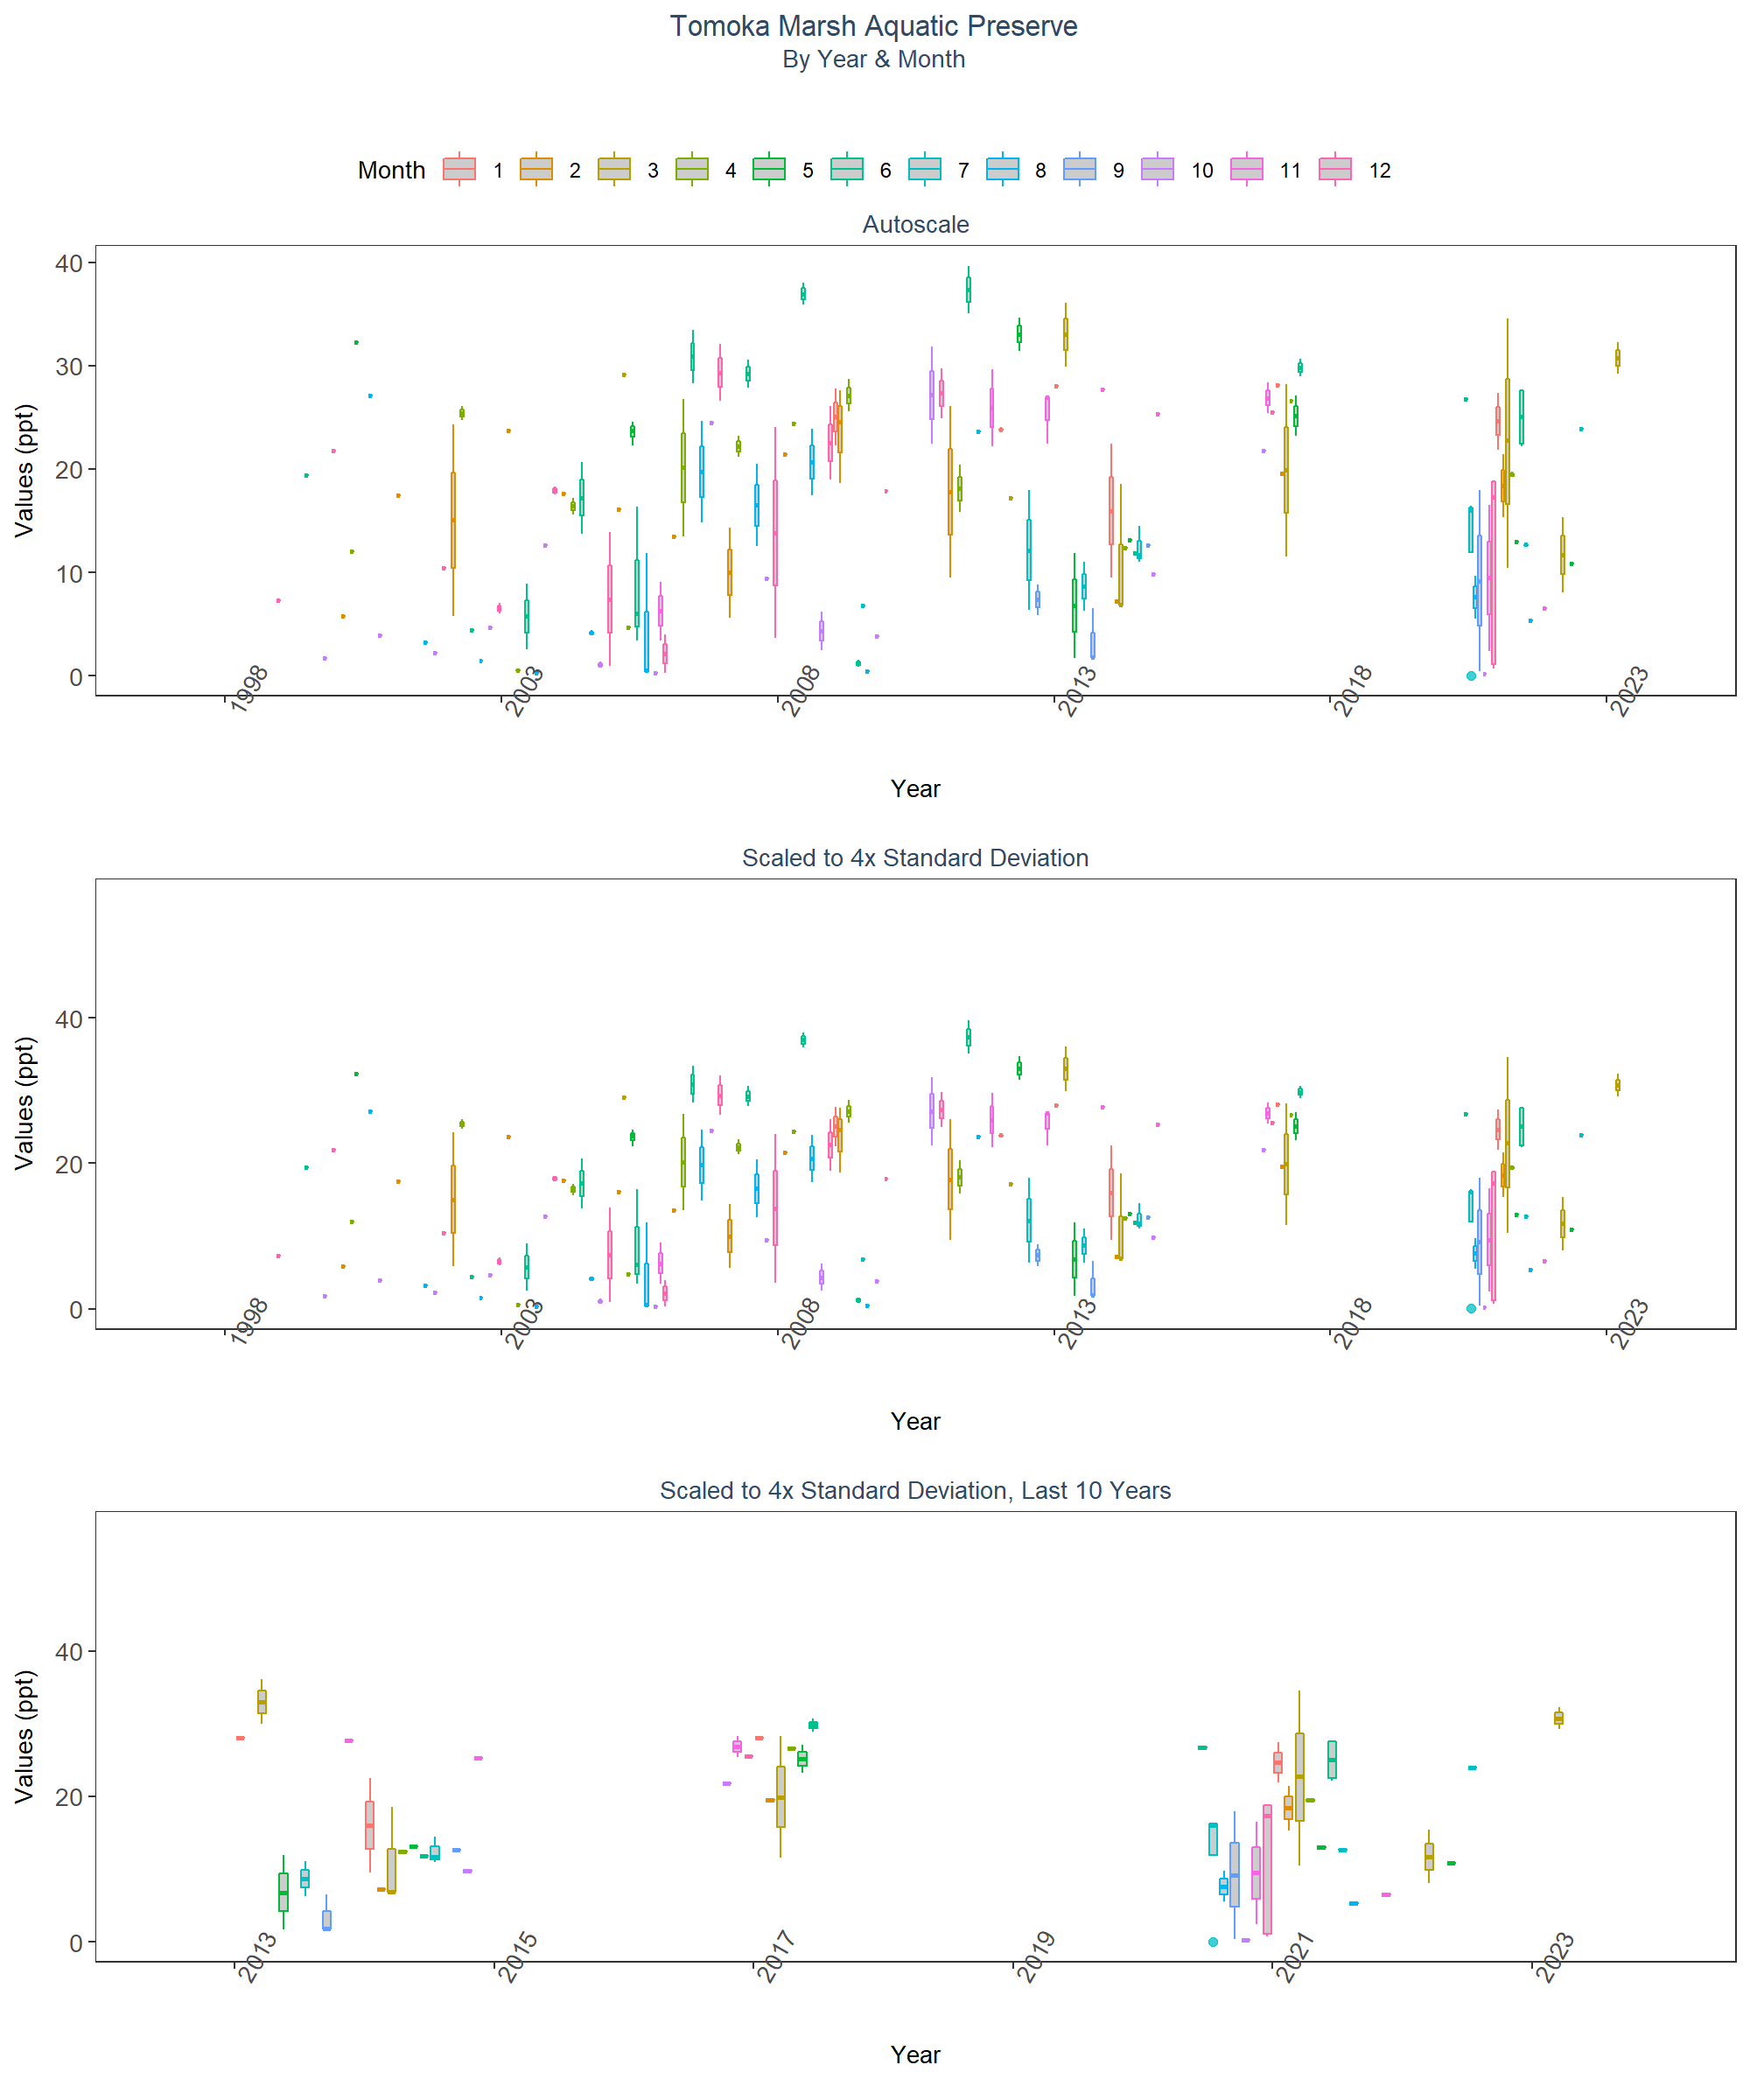 Tomoka Marsh Aquatic Preserve
By Year & Month
Month 1 2 3 4 5 6 7 8 9 10 11 12
Autoscale
Values (ppt)
40
30
20
10
0
1998 2003 2008 2013 2018 2023
Year
Scaled to 4x Standard Deviation
Values (ppt)
40
20
0
1998 2003 2008 2013 2018 2023
Year
Scaled to 4x Standard Deviation, Last 10 Years
Values (ppt)
40
20
0
2013 2015 2017 2019 2021 2023
Year